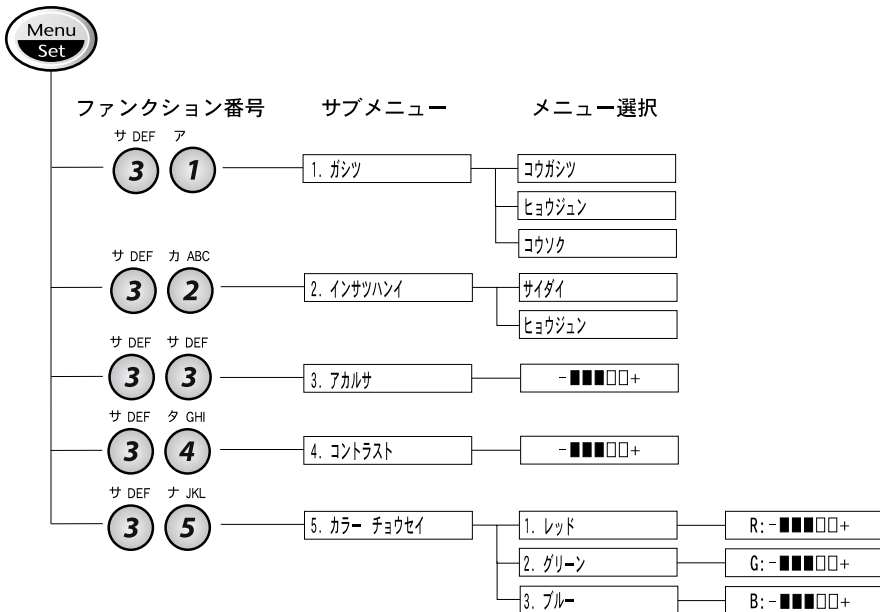 Menu
Set
ファンクション番号 サブメニュー メニュー選択
サ DEF ア
3 1 1. ガシツ コウガシツ
ヒョウジュン
コウソク
サ DEF カ ABC
3 2 2. インサツハンイ サイダイ
ヒョウジュン
サ DEF サ DEF
3 3 3. アカルサ -■■■□□+
サ DEF タ GHI
3 4 4. コントラスト -■■■□□+
サ DEF ナ JKL
3 5 5. カラー チョウセイ 1. レッド R:-■■■□□+
2. グリーン G:-■■■□□+
3. ブルー B:-■■■□□+